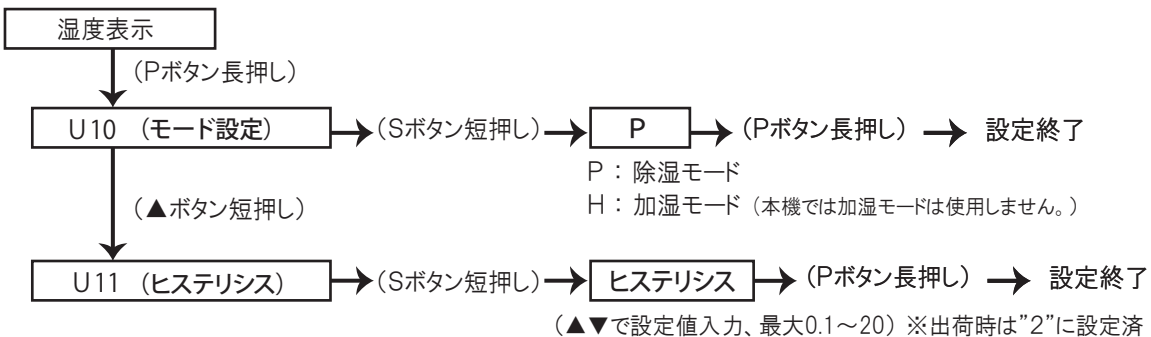 湿度表示
(Pボタン長押し)
U10 (モード設定) (Sボタン短押し) P (Pボタン長押し) 設定終了
P : 除湿モード
H : 加湿モード (本機では加湿モードは使用しません。)
(▲ボタン短押し)
U11 (ヒステリシス) (Sボタン短押し) ヒステリシス (Pボタン長押し) 設定終了
(▲▼で設定値入力、最大0.1~20) ※出荷時は"2"に設定済